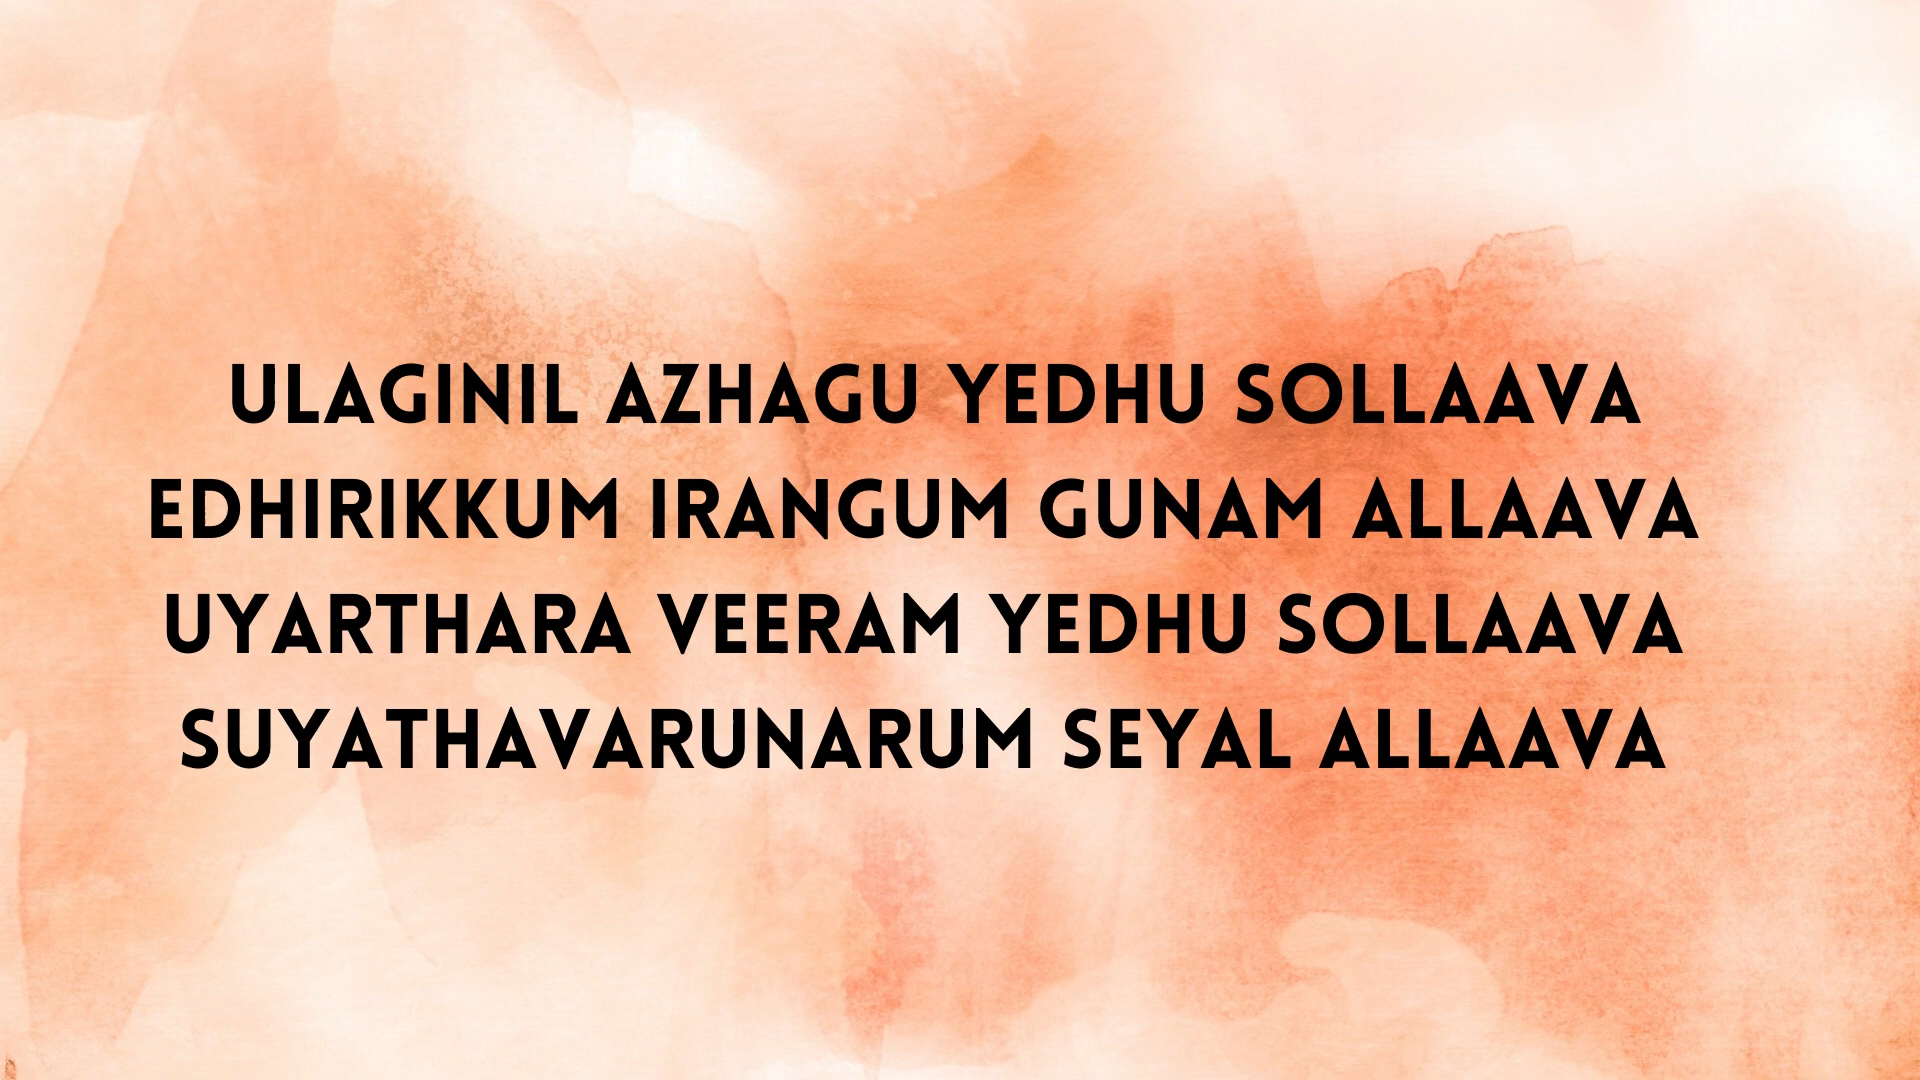 ULAGINIL AZHAGU YEDHU SOLLAAVA
EDHIRIKKUM IRANGUM GUNAM ALLAAVA
UYARTHARA VEERAM YEDHU SOLLAAVA
SUYATHAVARUNARUM SEYAL ALLAAVA